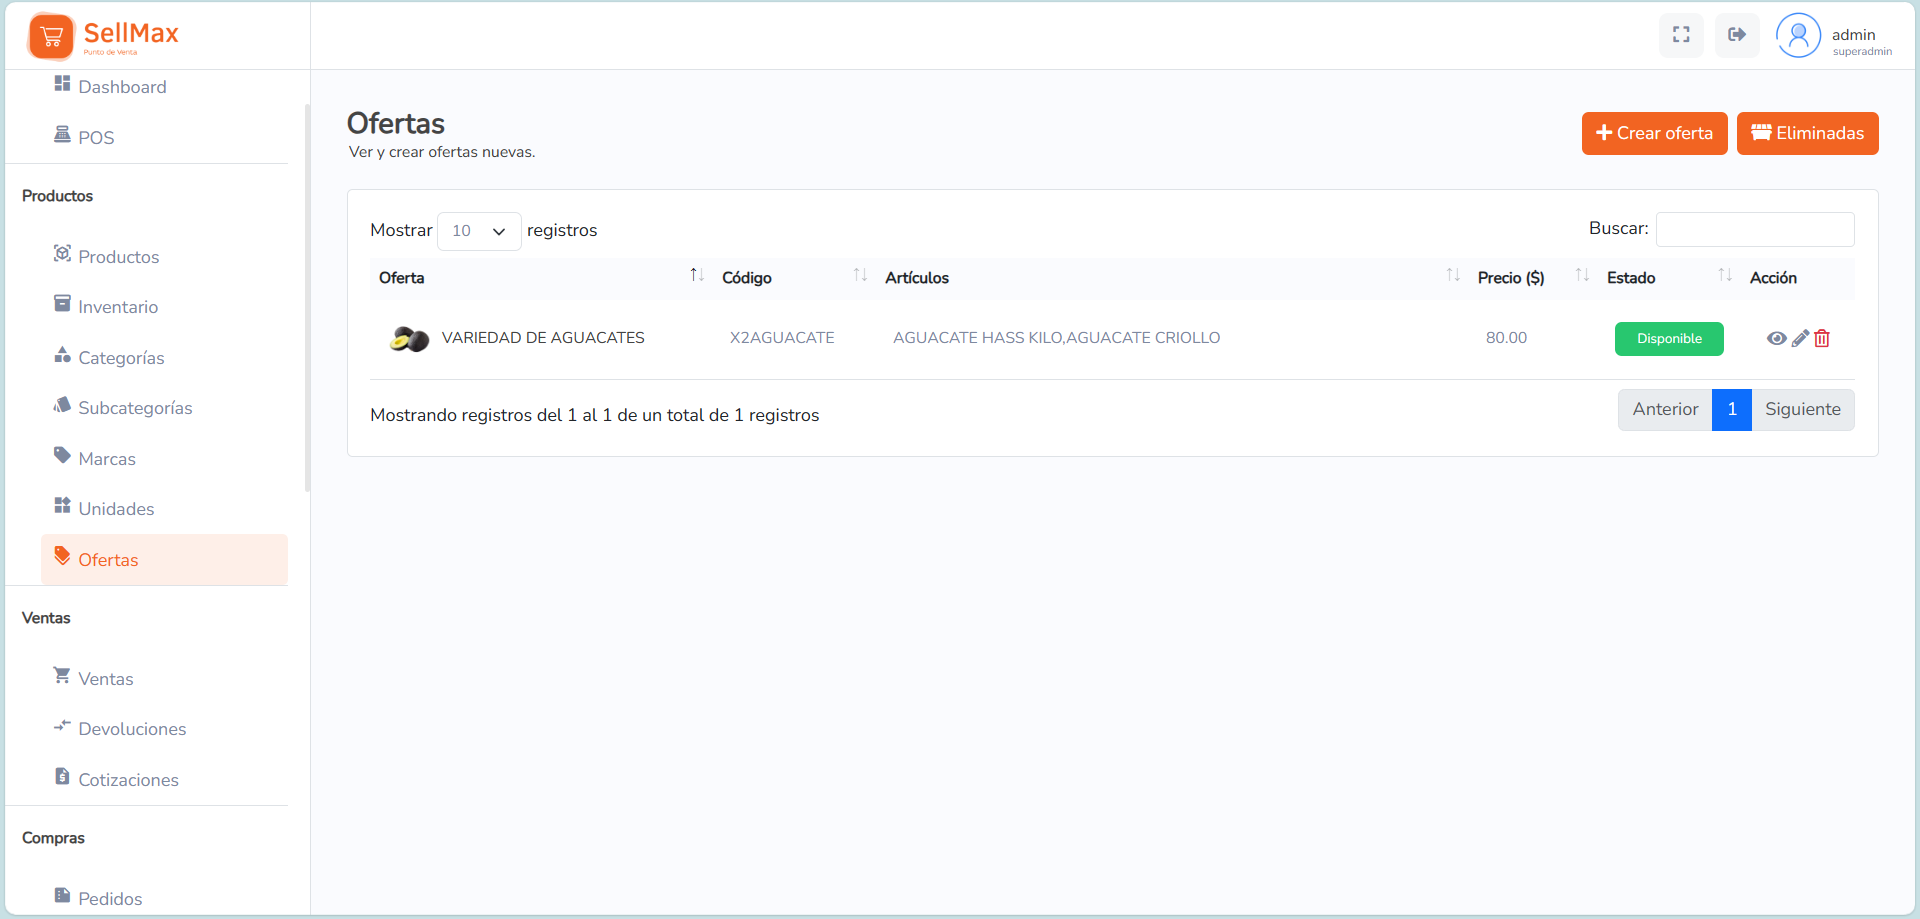 SellMax
Punto de Venta
admin
superadmin
Dashboard
POS
Productos
Productos
Inventario
Categorías
Subcategorías
Marcas
Unidades
Ofertas
Ventas
Ventas
Devoluciones
Cotizaciones
Compras
Pedidos
Ofertas
Ver y crear ofertas nuevas.
Crear oferta
Eliminadas
Mostrar 10 registros
Buscar:
Oferta Código Artículos Precio ($) Estado Acción
VARIEDAD DE AGUACATES X2AGUACATE AGUACATE HASS KILO,AGUACATE CRIOLLO 80.00 Disponible
Mostrando registros del 1 al 1 de un total de 1 registros
Anterior 1 Siguiente